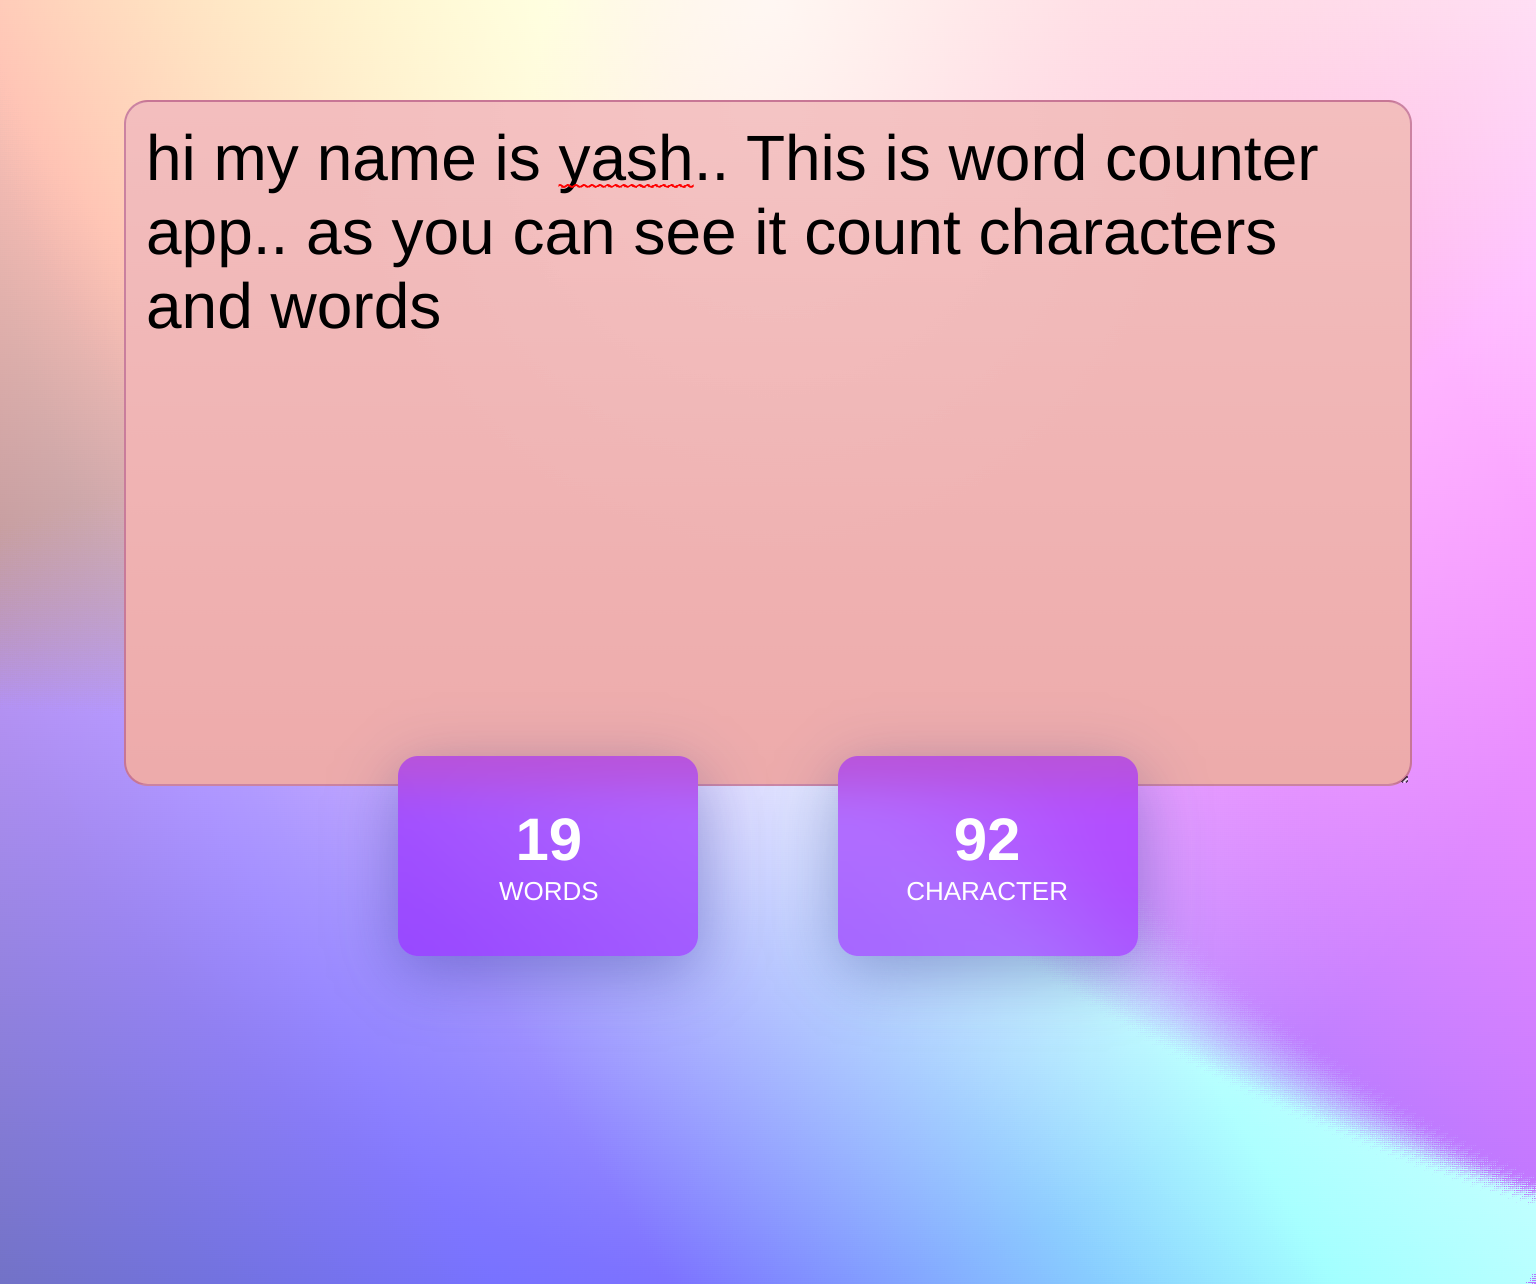 hi my name is yash.. This is word counter
app.. as you can see it count characters
and words
19
WORDS
92
CHARACTER